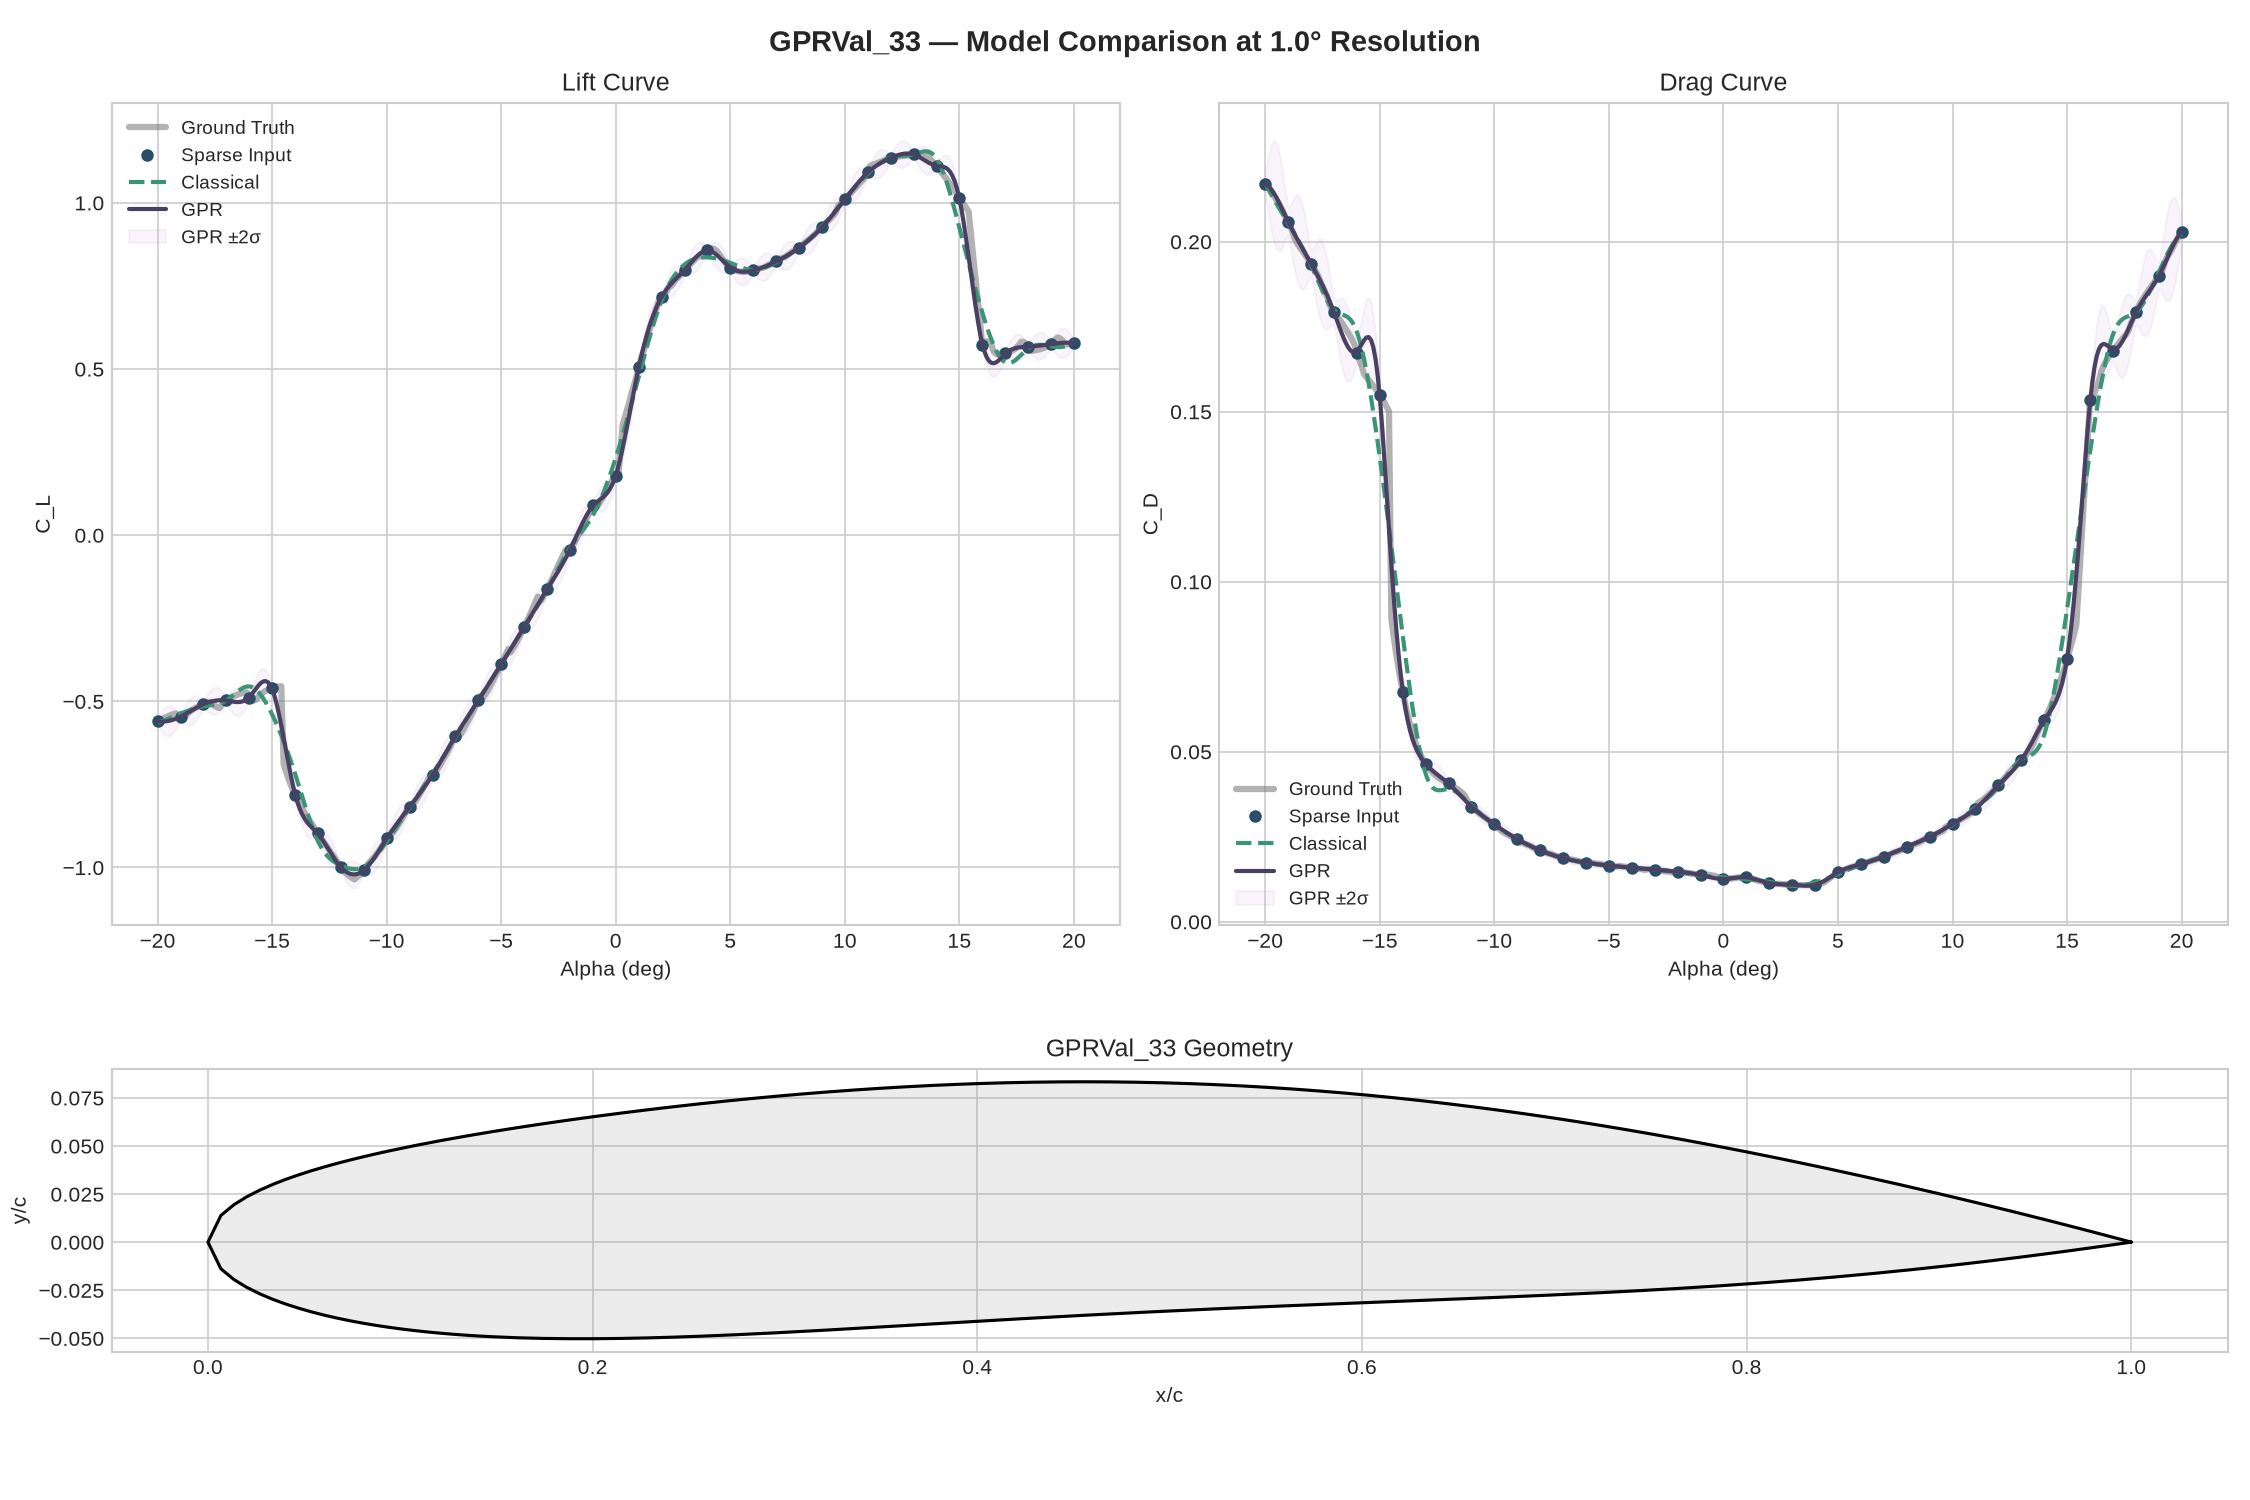 GPRVal_33 — Model Comparison at 1.0° Resolution
Lift Curve
Ground Truth
Sparse Input
Classical
GPR
GPR ±2σ
1.0
0.5
0.0
−0.5
−1.0
C_L
−20 −15 −10 −5 0 5 10 15 20
Alpha (deg)
Drag Curve
0.20
0.15
0.10
0.05
0.00
C_D
Ground Truth
Sparse Input
Classical
GPR
GPR ±2σ
−20 −15 −10 −5 0 5 10 15 20
Alpha (deg)
GPRVal_33 Geometry
0.075
0.050
0.025
0.000
−0.025
−0.050
y/c
0.0 0.2 0.4 0.6 0.8 1.0
x/c